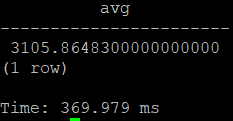 avg
-----------------------
3105.8648300000000000
(1 row)
Time: 369.979 ms